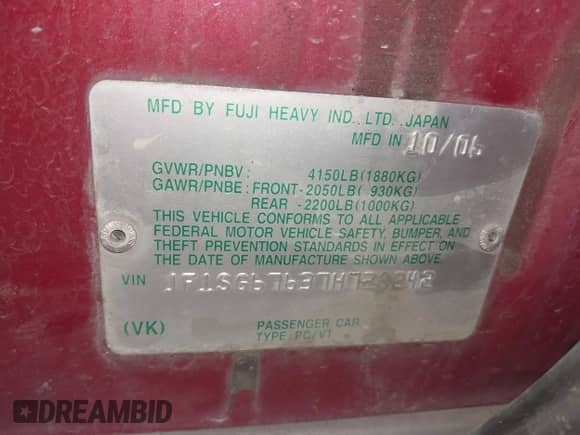 MFD BY FUJI HEAVY IND., LTD., JAPAN
MFD IN 10/06
GVWR/PNBV: 4150LB(1880KG)
GAWR/PNBE: FRONT-2050LB( 930KG)
REAR -2200LB(1000KG)
THIS VEHICLE CONFORMS TO ALL APPLICABLE
FEDERAL MOTOR VEHICLE SAFETY, BUMPER, AND
THEFT PREVENTION STANDARDS IN EFFECT ON
THE DATE OF MANUFACTURE SHOWN ABOVE.
VIN
(VK) PASSENGER CAR
TYPE PC/VT
DREAMBID